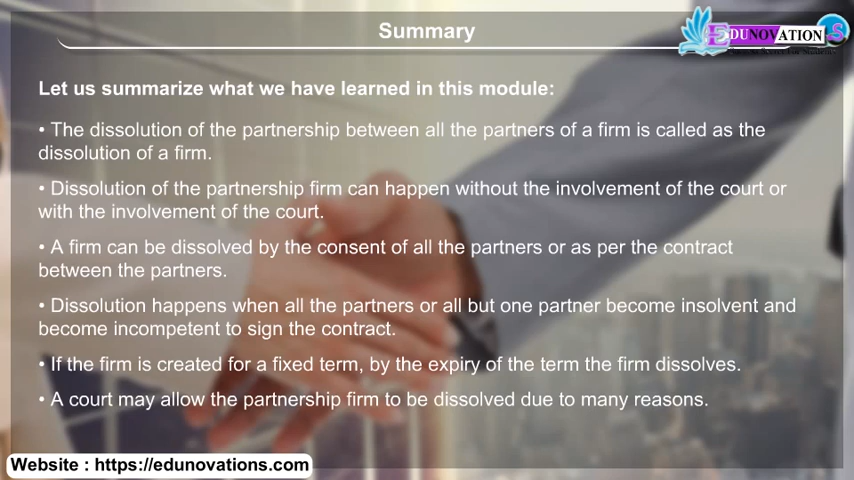 Summary
EDUNOVATIONS
Let us summarize what we have learned in this module:
• The dissolution of the partnership between all the partners of a firm is called as the
dissolution of a firm.
• Dissolution of the partnership firm can happen without the involvement of the court or
with the involvement of the court.
• A firm can be dissolved by the consent of all the partners or as per the contract
between the partners.
• Dissolution happens when all the partners or all but one partner become insolvent and
become incompetent to sign the contract.
• If the firm is created for a fixed term, by the expiry of the term the firm dissolves.
• A court may allow the partnership firm to be dissolved due to many reasons.
Website : https://edunovations.com